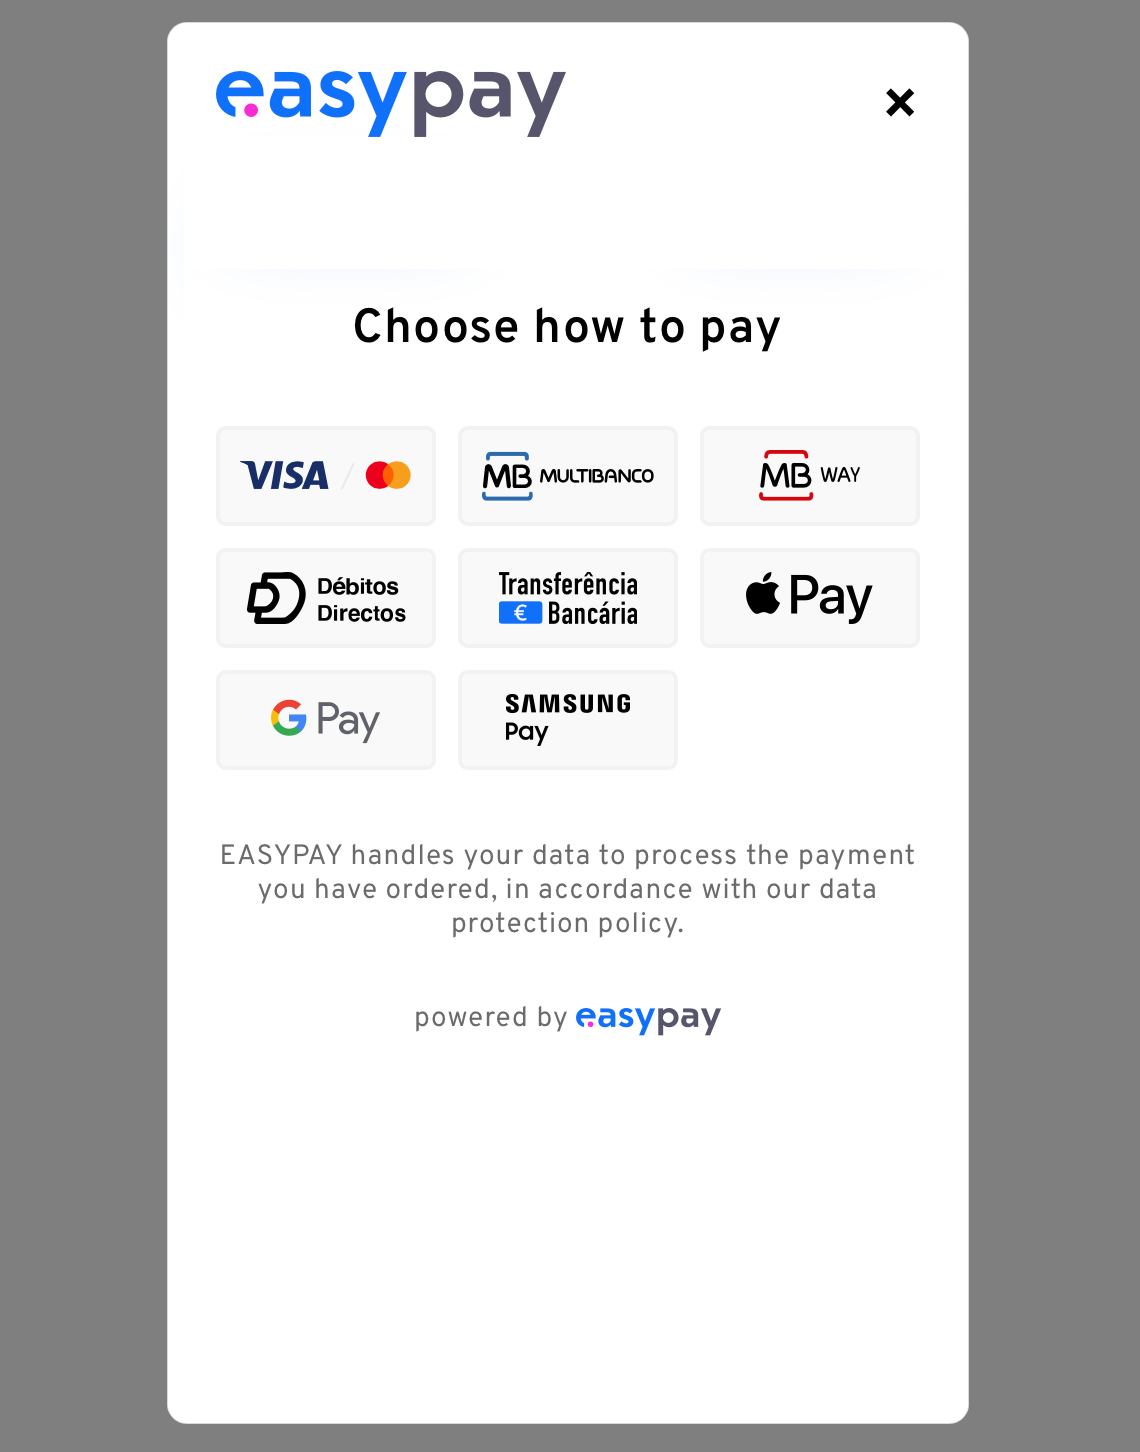 easypay
Choose how to pay
VISA
MB MULTIBANCO
MB WAY
Débitos
Directos
Transferência
€ Bancária
Pay
G Pay
SAMSUNG
Pay
EASYPAY handles your data to process the payment
you have ordered, in accordance with our data
protection policy.
powered by easypay